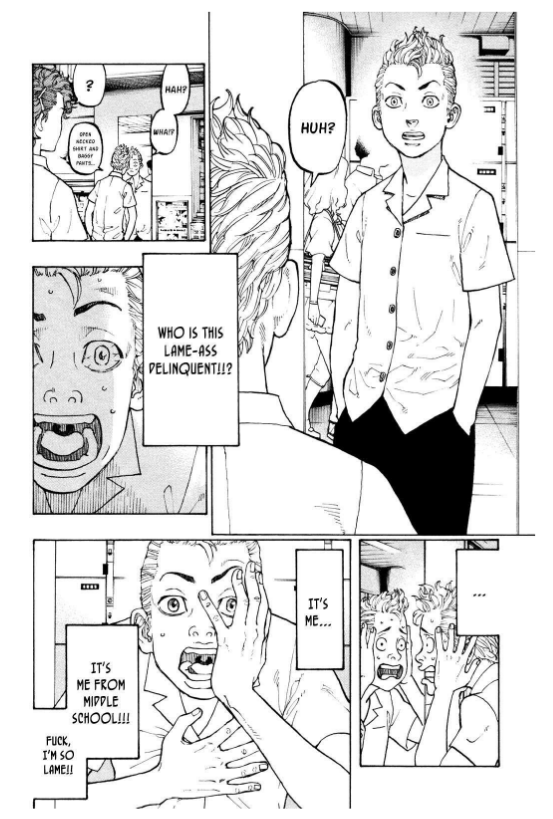 HUH?
HAH?
WHA!?
?
OPEN
NECKED
SHIRT AND
BAGGY
PANTS...
WHO IS THIS
LAME-ASS
DELINQUENT!!?
...
IT'S
ME...
IT'S
ME FROM
MIDDLE
SCHOOL!!!
FUCK,
I'M SO
LAME!!